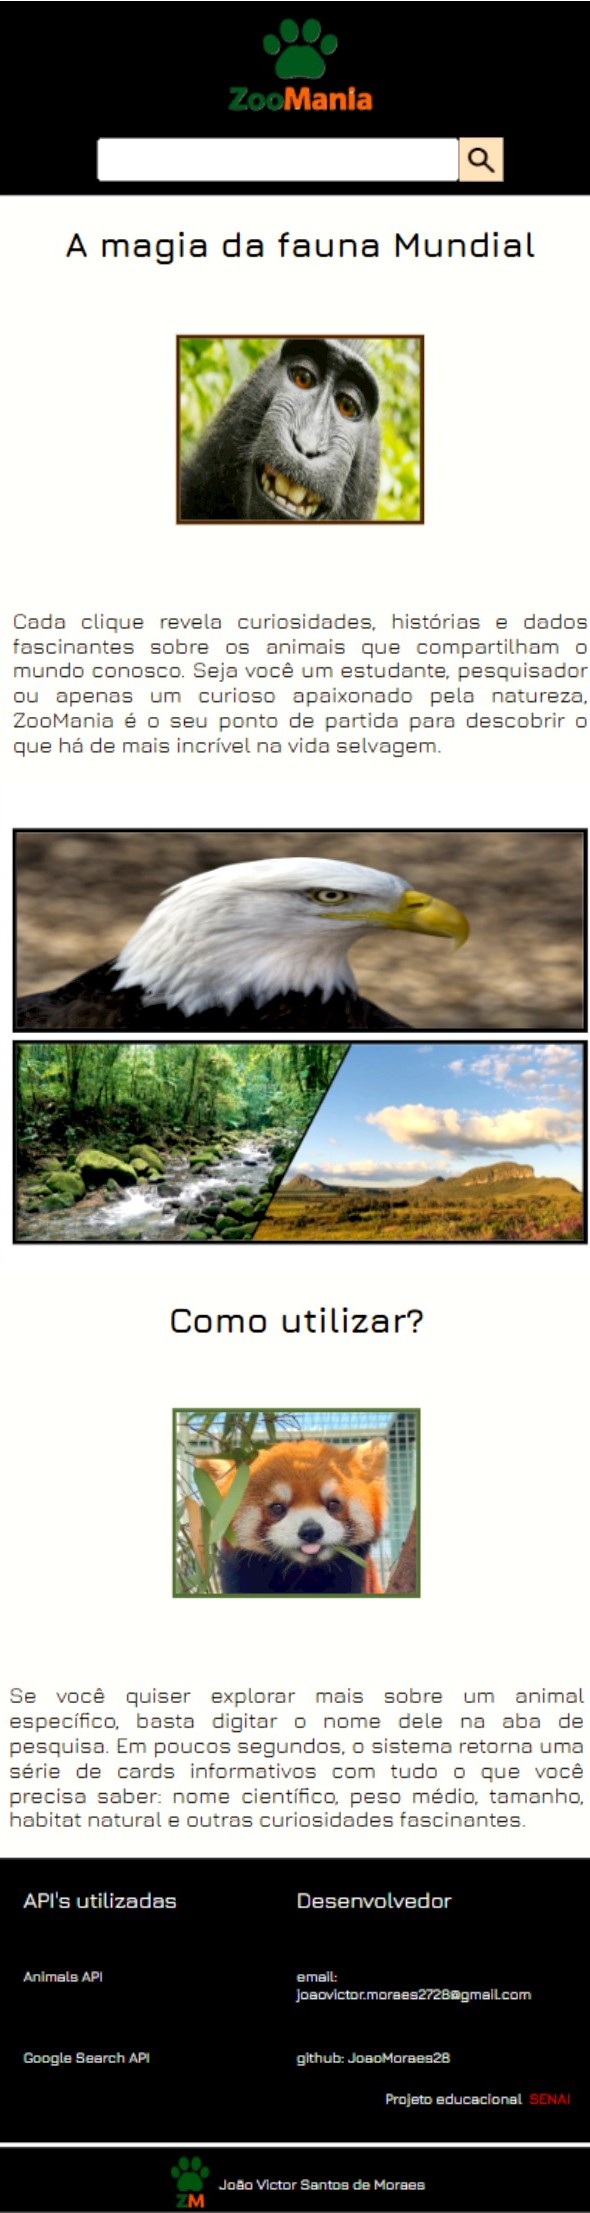 ZooMania
A magia da fauna Mundial
Cada clique revela curiosidades, histórias e dados
fascinantes sobre os animais que compartilham o
mundo conosco. Seja você um estudante, pesquisador
ou apenas um curioso apaixonado pela natureza,
ZooMania é o seu ponto de partida para descobrir o
que há de mais incrível na vida selvagem.
Como utilizar?
Se você quiser explorar mais sobre um animal
específico, basta digitar o nome dele na aba de
pesquisa. Em poucos segundos, o sistema retorna uma
série de cards informativos com tudo o que você
precisa saber: nome científico, peso médio, tamanho,
habitat natural e outras curiosidades fascinantes.
API's utilizadas
Animals API
Google Search API
Desenvolvedor
email:
joaovictor.moraes2728@gmail.com
github: JoaoMoraes28
Projeto educacional SENAI
ZM
João Victor Santos de Moraes